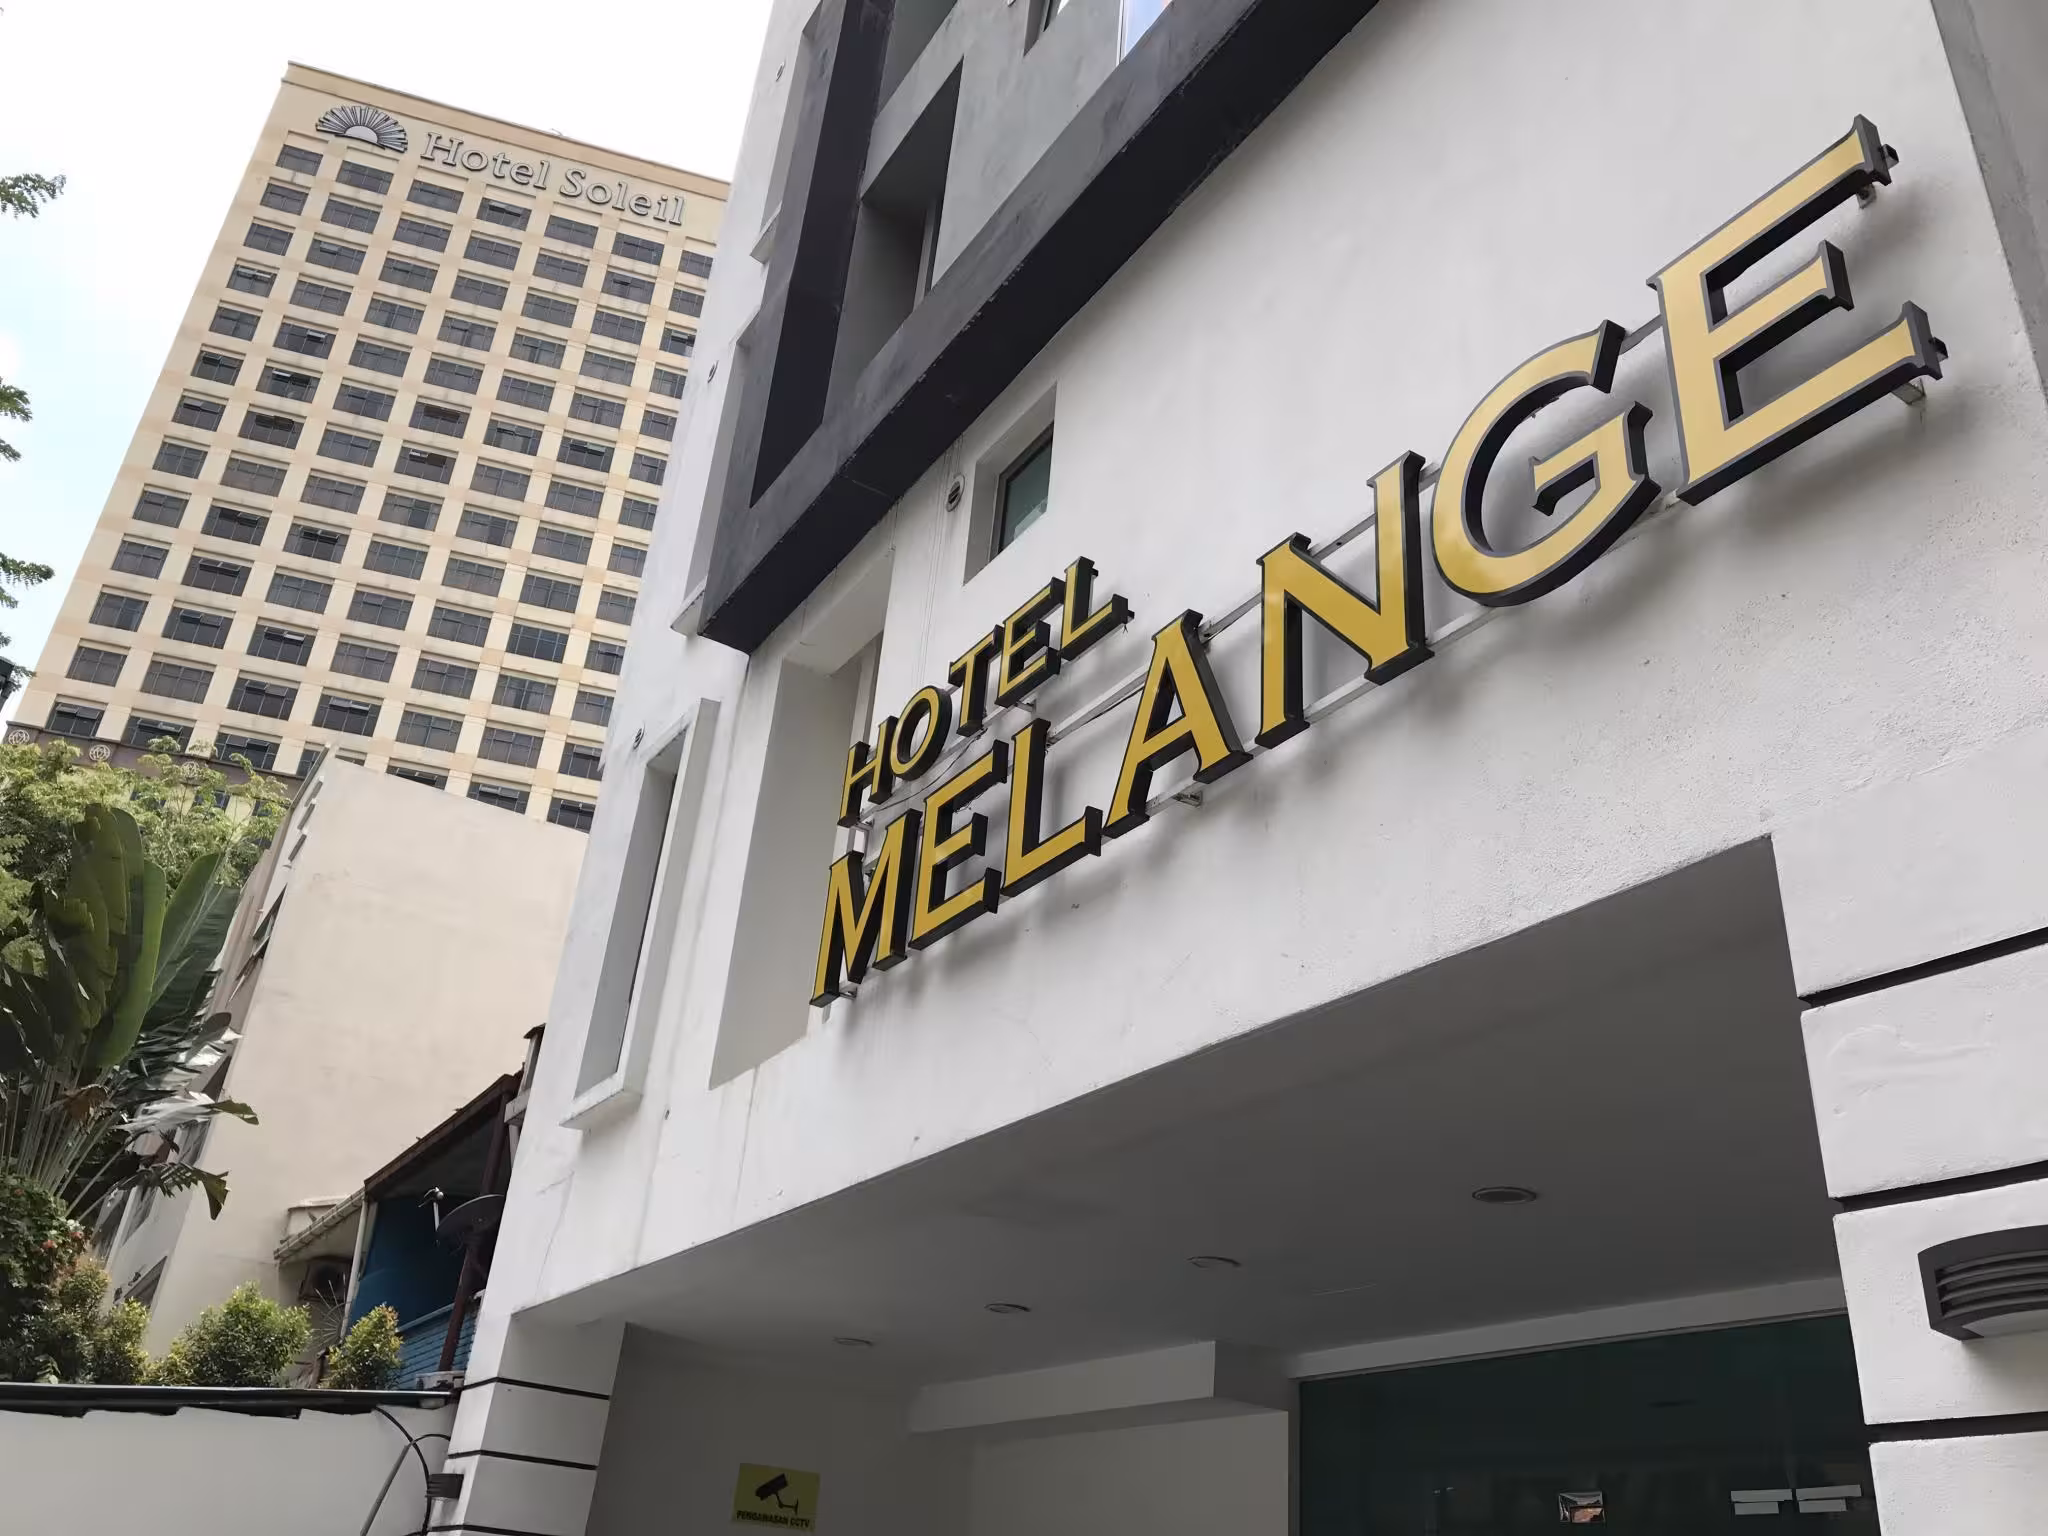 Hotel Soleil
HOTEL
MELANGE
PENGAWASAN CCTV